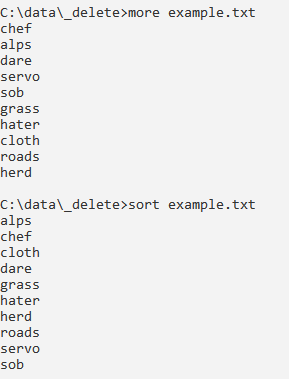 C:\data\_delete>more example.txt
chef
alps
dare
servo
sob
grass
hater
cloth
roads
herd
C:\data\_delete>sort example.txt
alps
chef
cloth
dare
grass
hater
herd
roads
servo
sob